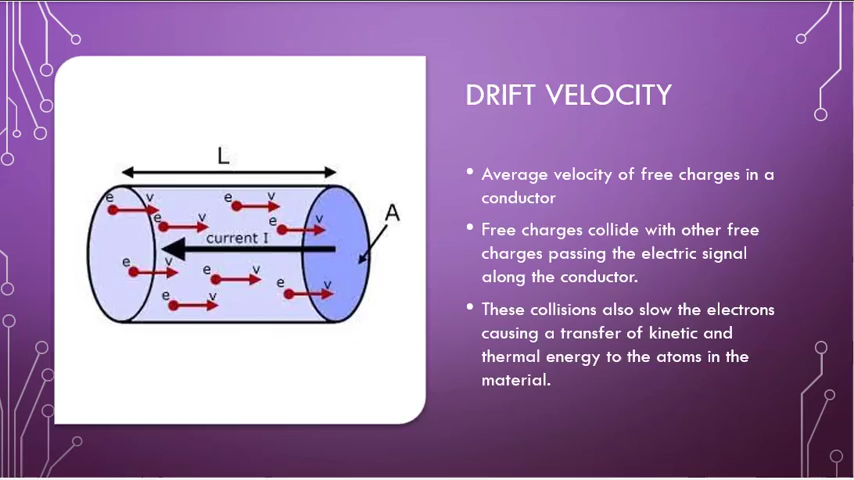 DRIFT VELOCITY
L
e v
e v
e v
e v
A
current I
e v
e v
e v
e v
• Average velocity of free charges in a
conductor
• Free charges collide with other free
charges passing the electric signal
along the conductor.
• These collisions also slow the electrons
causing a transfer of kinetic and
thermal energy to the atoms in the
material.